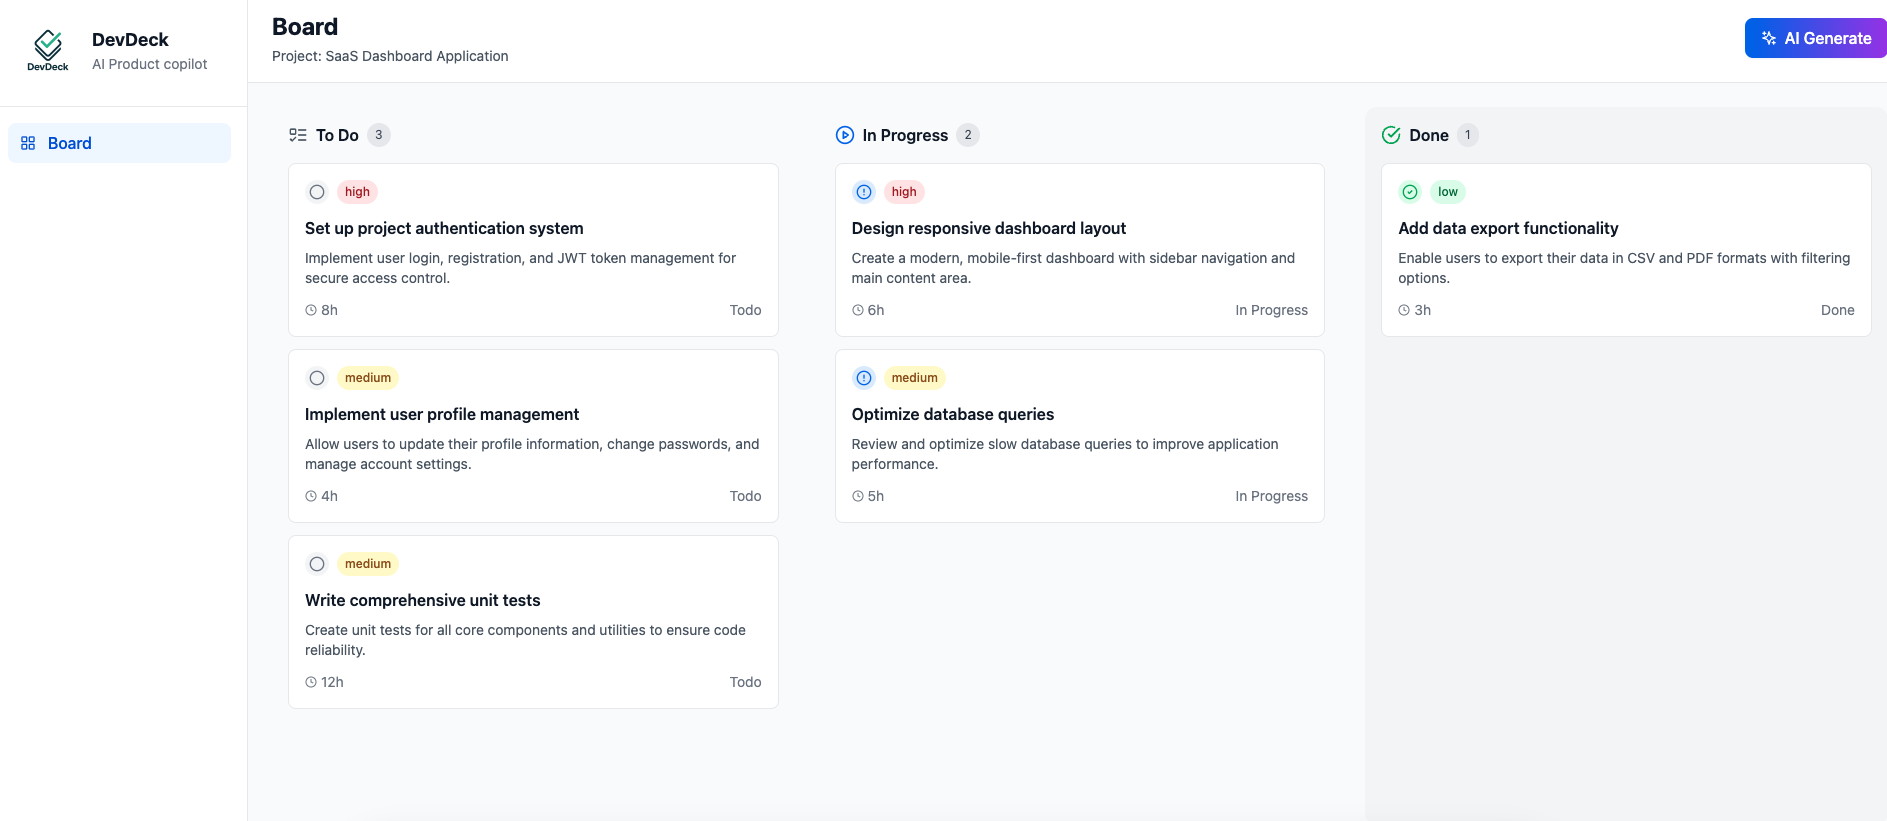 DevDeck
DevDeck
AI Product copilot
Board
Board
Project: SaaS Dashboard Application
AI Generate
To Do 3
high
Set up project authentication system
Implement user login, registration, and JWT token management for
secure access control.
8h Todo
medium
Implement user profile management
Allow users to update their profile information, change passwords, and
manage account settings.
4h Todo
medium
Write comprehensive unit tests
Create unit tests for all core components and utilities to ensure code
reliability.
12h Todo
In Progress 2
high
Design responsive dashboard layout
Create a modern, mobile-first dashboard with sidebar navigation and
main content area.
6h In Progress
medium
Optimize database queries
Review and optimize slow database queries to improve application
performance.
5h In Progress
Done 1
low
Add data export functionality
Enable users to export their data in CSV and PDF formats with filtering
options.
3h Done